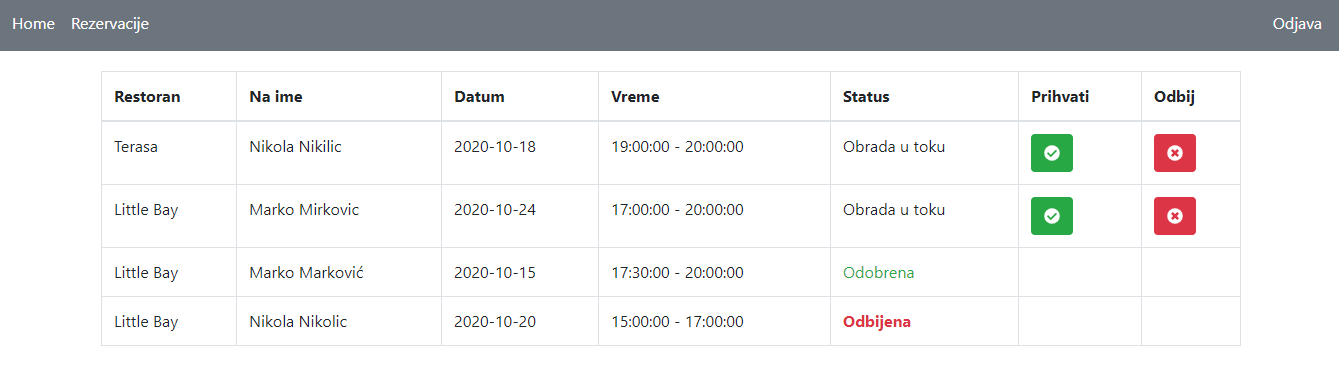 Home Rezervacije Odjava
Restoran Na ime Datum Vreme Status Prihvati Odbij
Terasa Nikola Nikilic 2020-10-18 19:00:00 - 20:00:00 Obrada u toku
Little Bay Marko Mirkovic 2020-10-24 17:00:00 - 20:00:00 Obrada u toku
Little Bay Marko Marković 2020-10-15 17:30:00 - 20:00:00 Odobrena
Little Bay Nikola Nikolic 2020-10-20 15:00:00 - 17:00:00 Odbijena